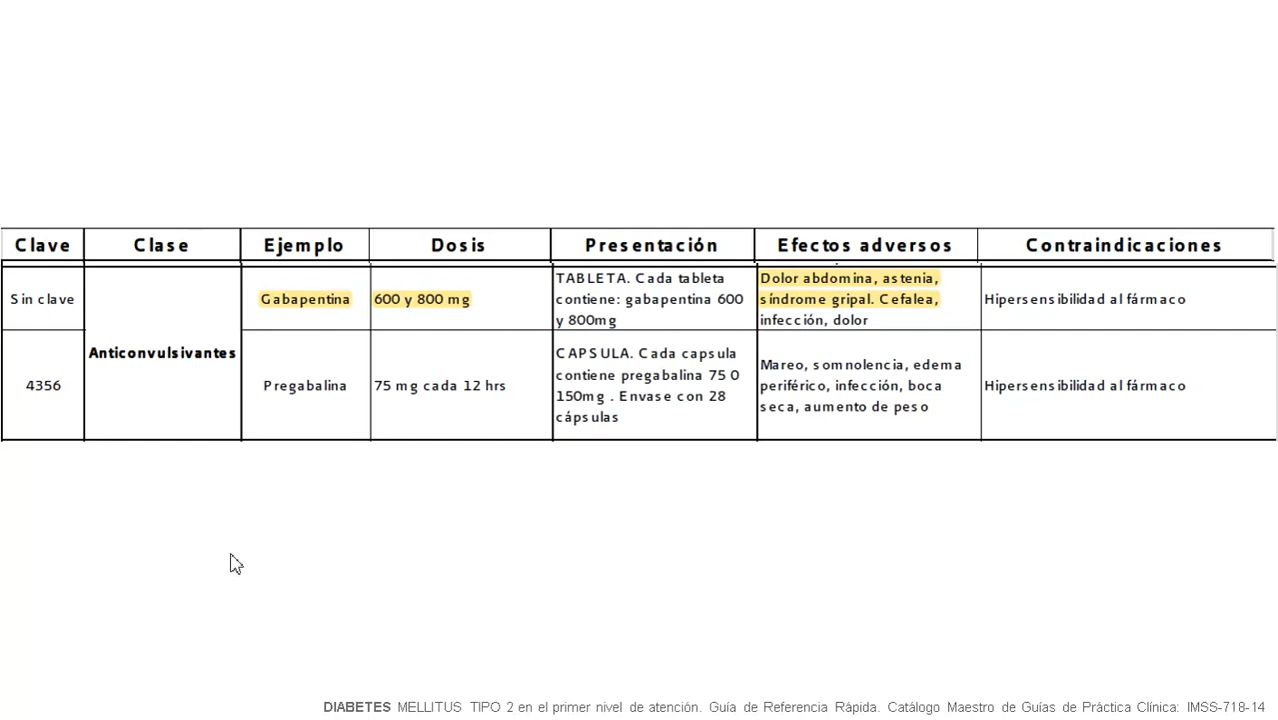 Clave Clase Ejemplo Dosis Presentación Efectos adversos Contraindicaciones
Sin clave
Anticonvulsivantes
Gabapentina
600 y 800 mg
TABLETA. Cada tableta
contiene: gabapentina 600
y 800mg
Dolor abdomina, astenia,
síndrome gripal. Cefalea,
infección, dolor
Hipersensibilidad al fármaco
4356
Pregabalina
75 mg cada 12 hrs
CAPSULA. Cada capsula
contiene pregabalina 75 0
150mg . Envase con 28
cápsulas
Mareo, somnolencia, edema
periférico, infección, boca
seca, aumento de peso
Hipersensibilidad al fármaco
DIABETES MELLITUS TIPO 2 en el primer nivel de atención. Guía de Referencia Rápida. Catálogo Maestro de Guías de Práctica Clínica: IMSS-718-14